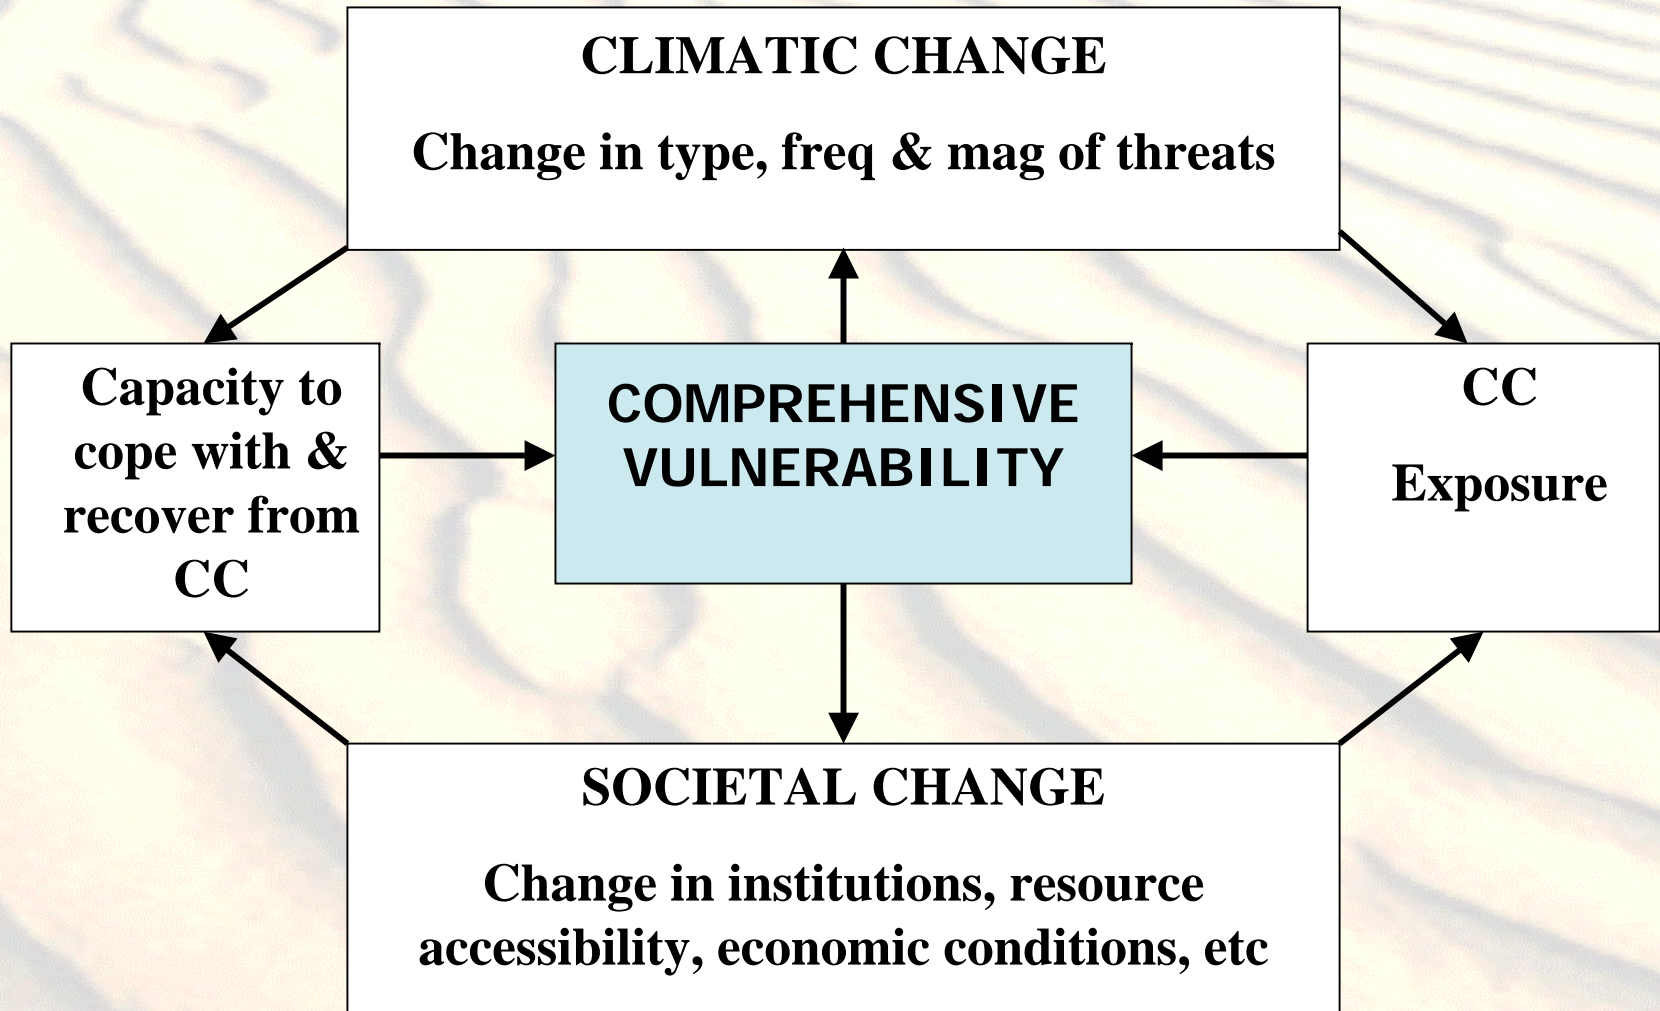 CLIMATIC CHANGE
Change in type, freq & mag of threats
Capacity to
cope with &
recover from
CC
COMPREHENSIVE
VULNERABILITY
CC
Exposure
SOCIETAL CHANGE
Change in institutions, resource
accessibility, economic conditions, etc